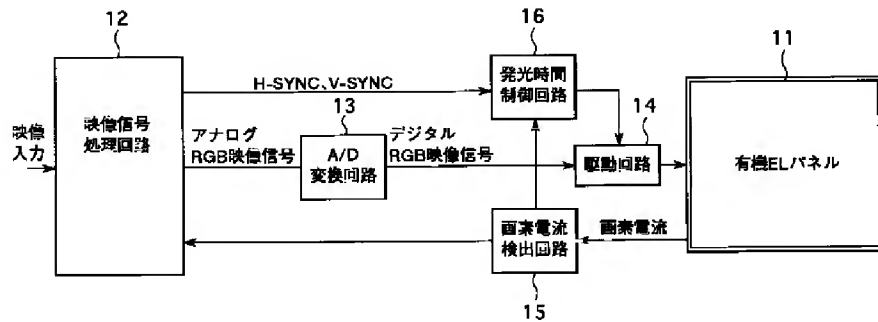 12
16
11
H-SYNC、V-SYNC
発光時間
制御回路
13
14
映像
入力
映像信号
処理回路
アナログ
RGB映像信号
A/D
変換回路
デジタル
RGB映像信号
駆動回路
有機ELパネル
画素電流
検出回路
画素電流
15